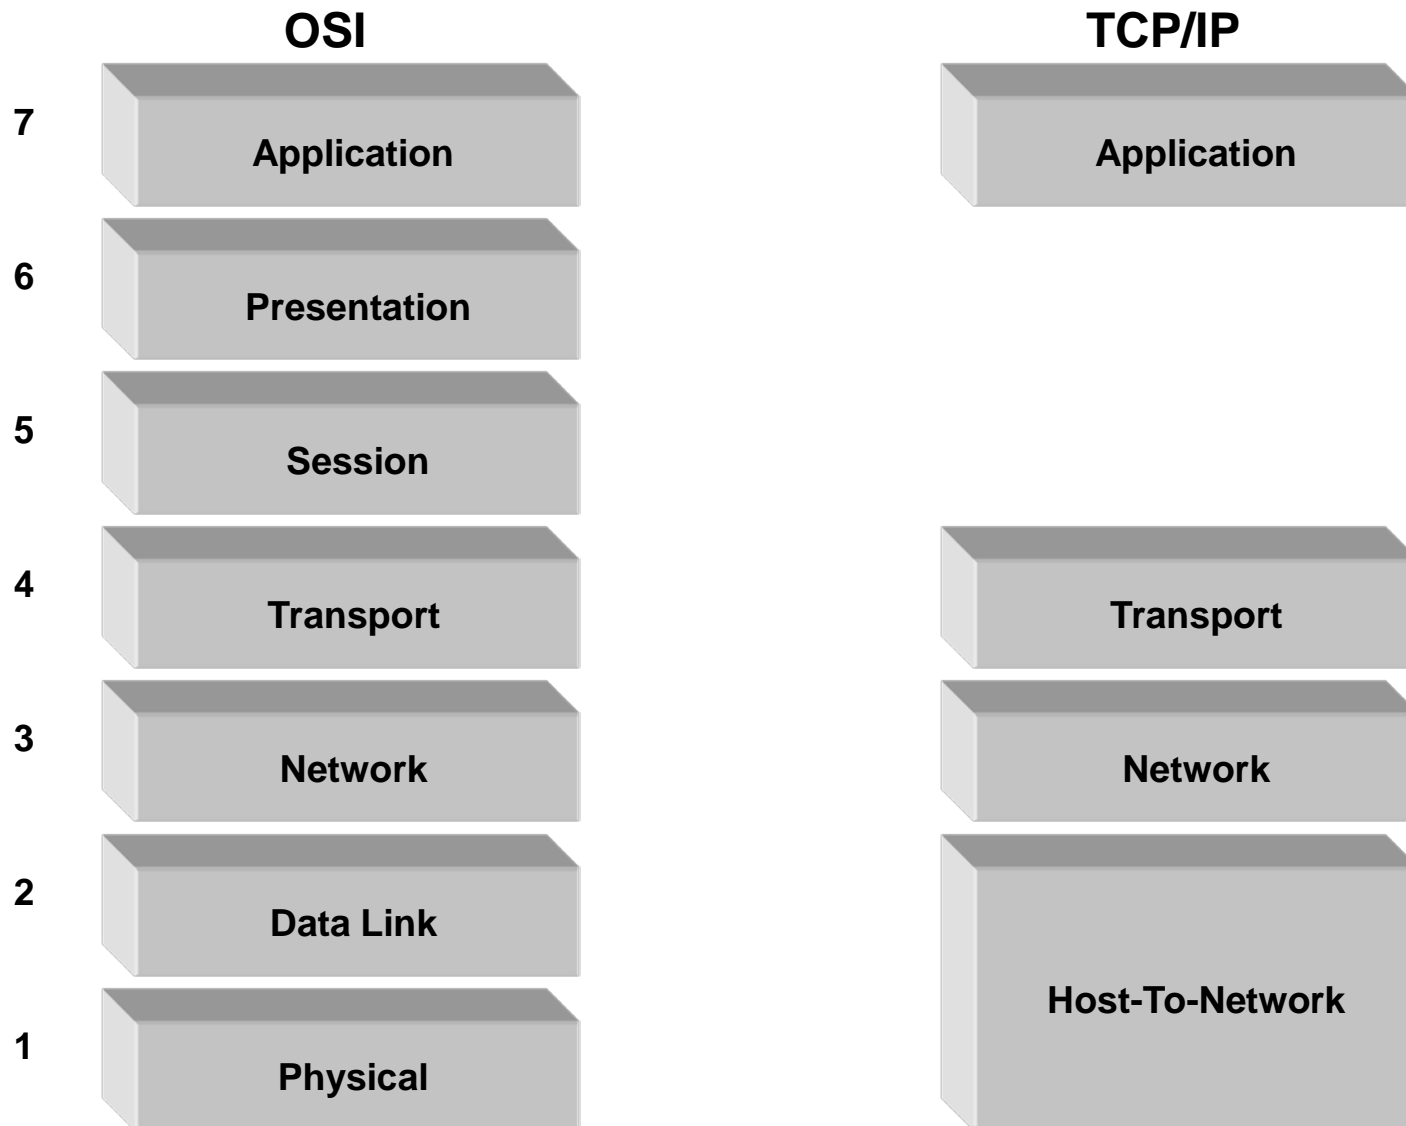 OSI TCP/IP
7 Application Application
6 Presentation
5 Session
4 Transport Transport
3 Network Network
2 Data Link
Host-To-Network
1 Physical